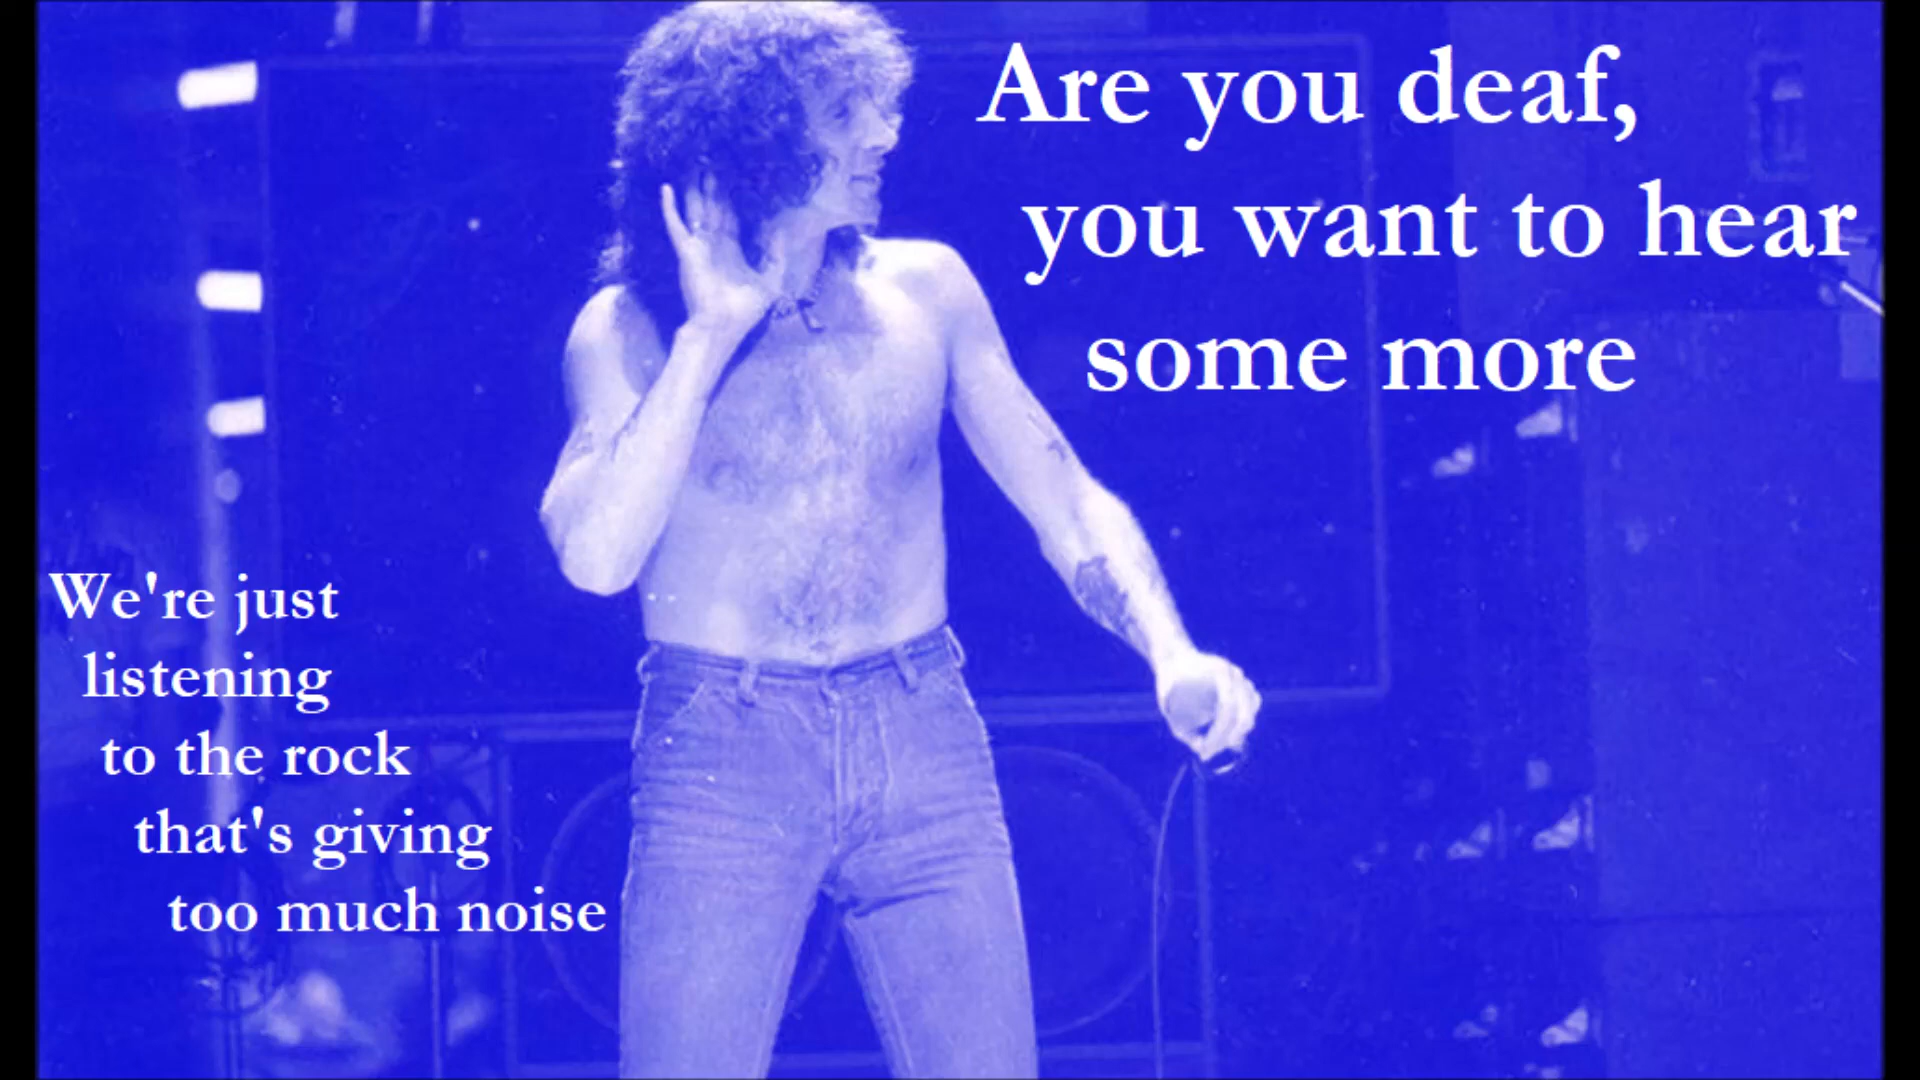 Are you deaf,
you want to hear
some more
We're just
listening
to the rock
that's giving
too much noise